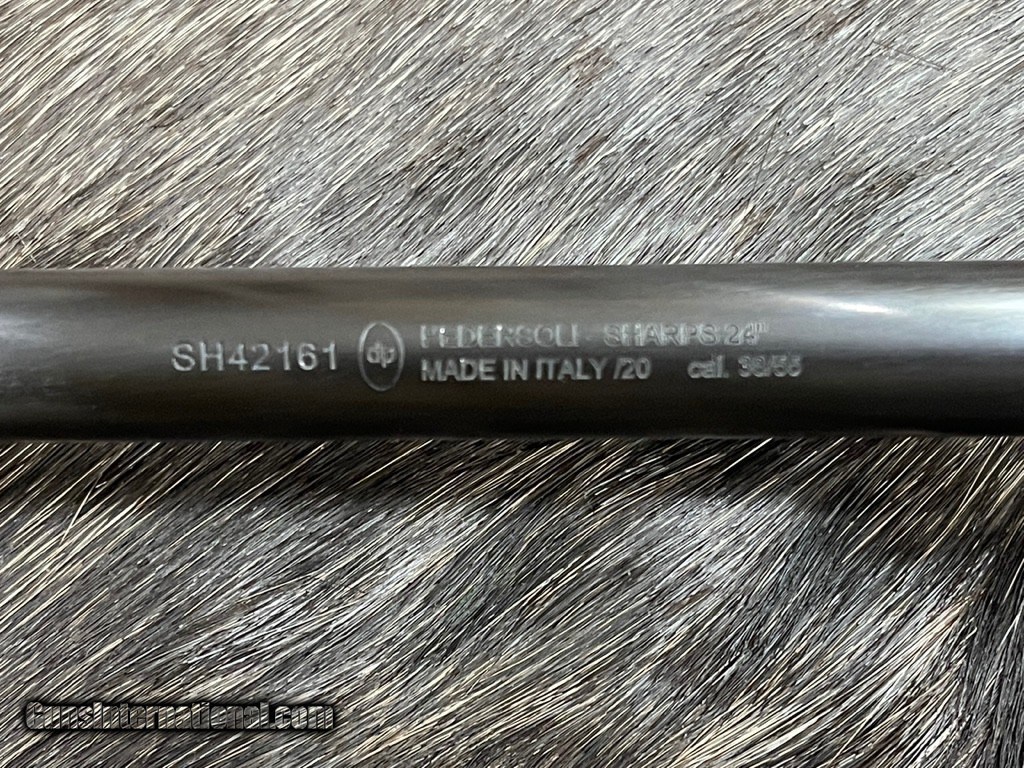 SH42161 dp PEDERSOLI SHARPS 24"
MADE IN ITALY /20 cal. 38/55
GunsInternational.com